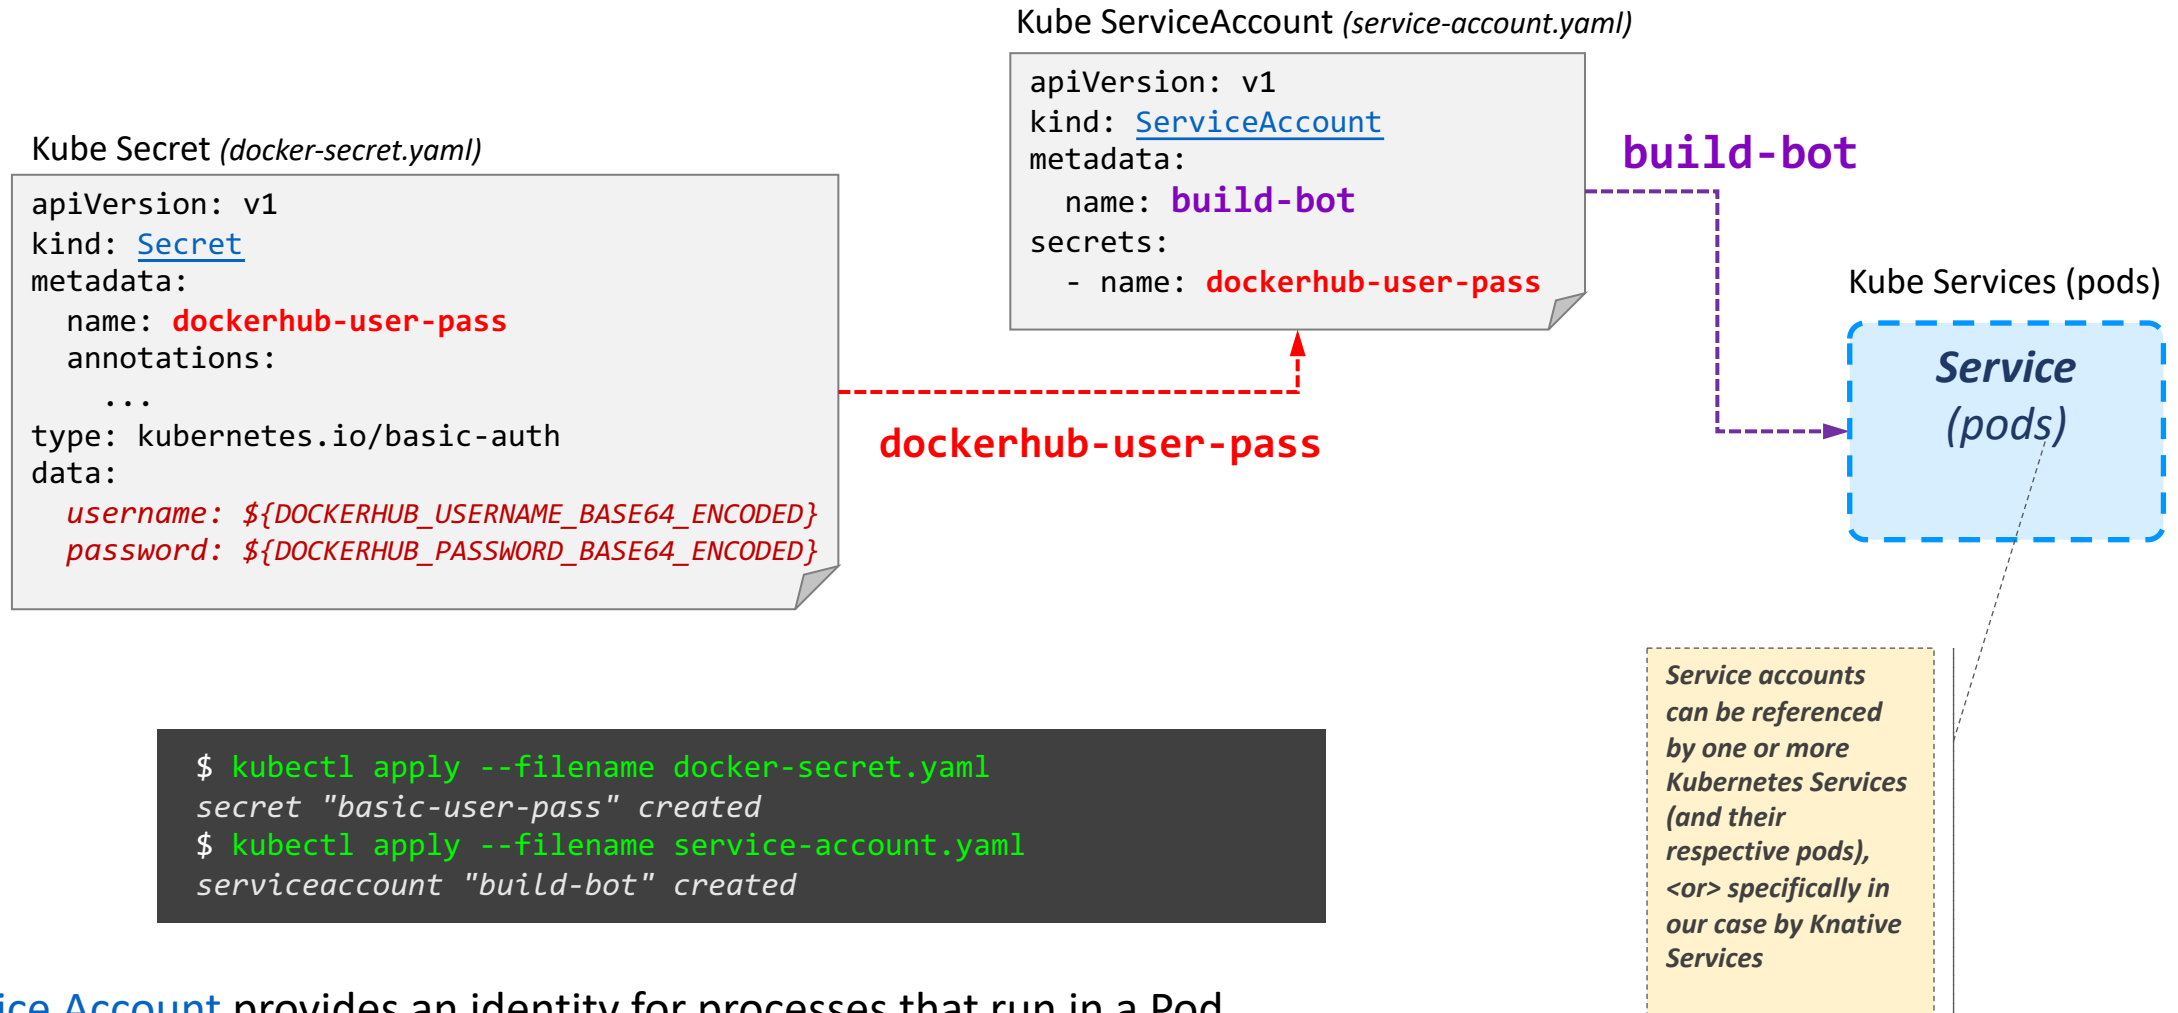 Kube ServiceAccount (service-account.yaml)
apiVersion: v1
kind: ServiceAccount
metadata:
  name: build-bot
secrets:
  - name: dockerhub-user-pass
build-bot
Kube Secret (docker-secret.yaml)
apiVersion: v1
kind: Secret
metadata:
  name: dockerhub-user-pass
  annotations:
    ...
type: kubernetes.io/basic-auth
data:
  username: ${DOCKERHUB_USERNAME_BASE64_ENCODED}
  password: ${DOCKERHUB_PASSWORD_BASE64_ENCODED}
dockerhub-user-pass
Kube Services (pods)
Service
(pods)
$ kubectl apply --filename docker-secret.yaml
secret "basic-user-pass" created
$ kubectl apply --filename service-account.yaml
serviceaccount "build-bot" created
Service accounts
can be referenced
by one or more
Kubernetes Services
(and their
respective pods),
<or> specifically in
our case by Knative
Services
ice Account provides an identity for processes that run in a Pod